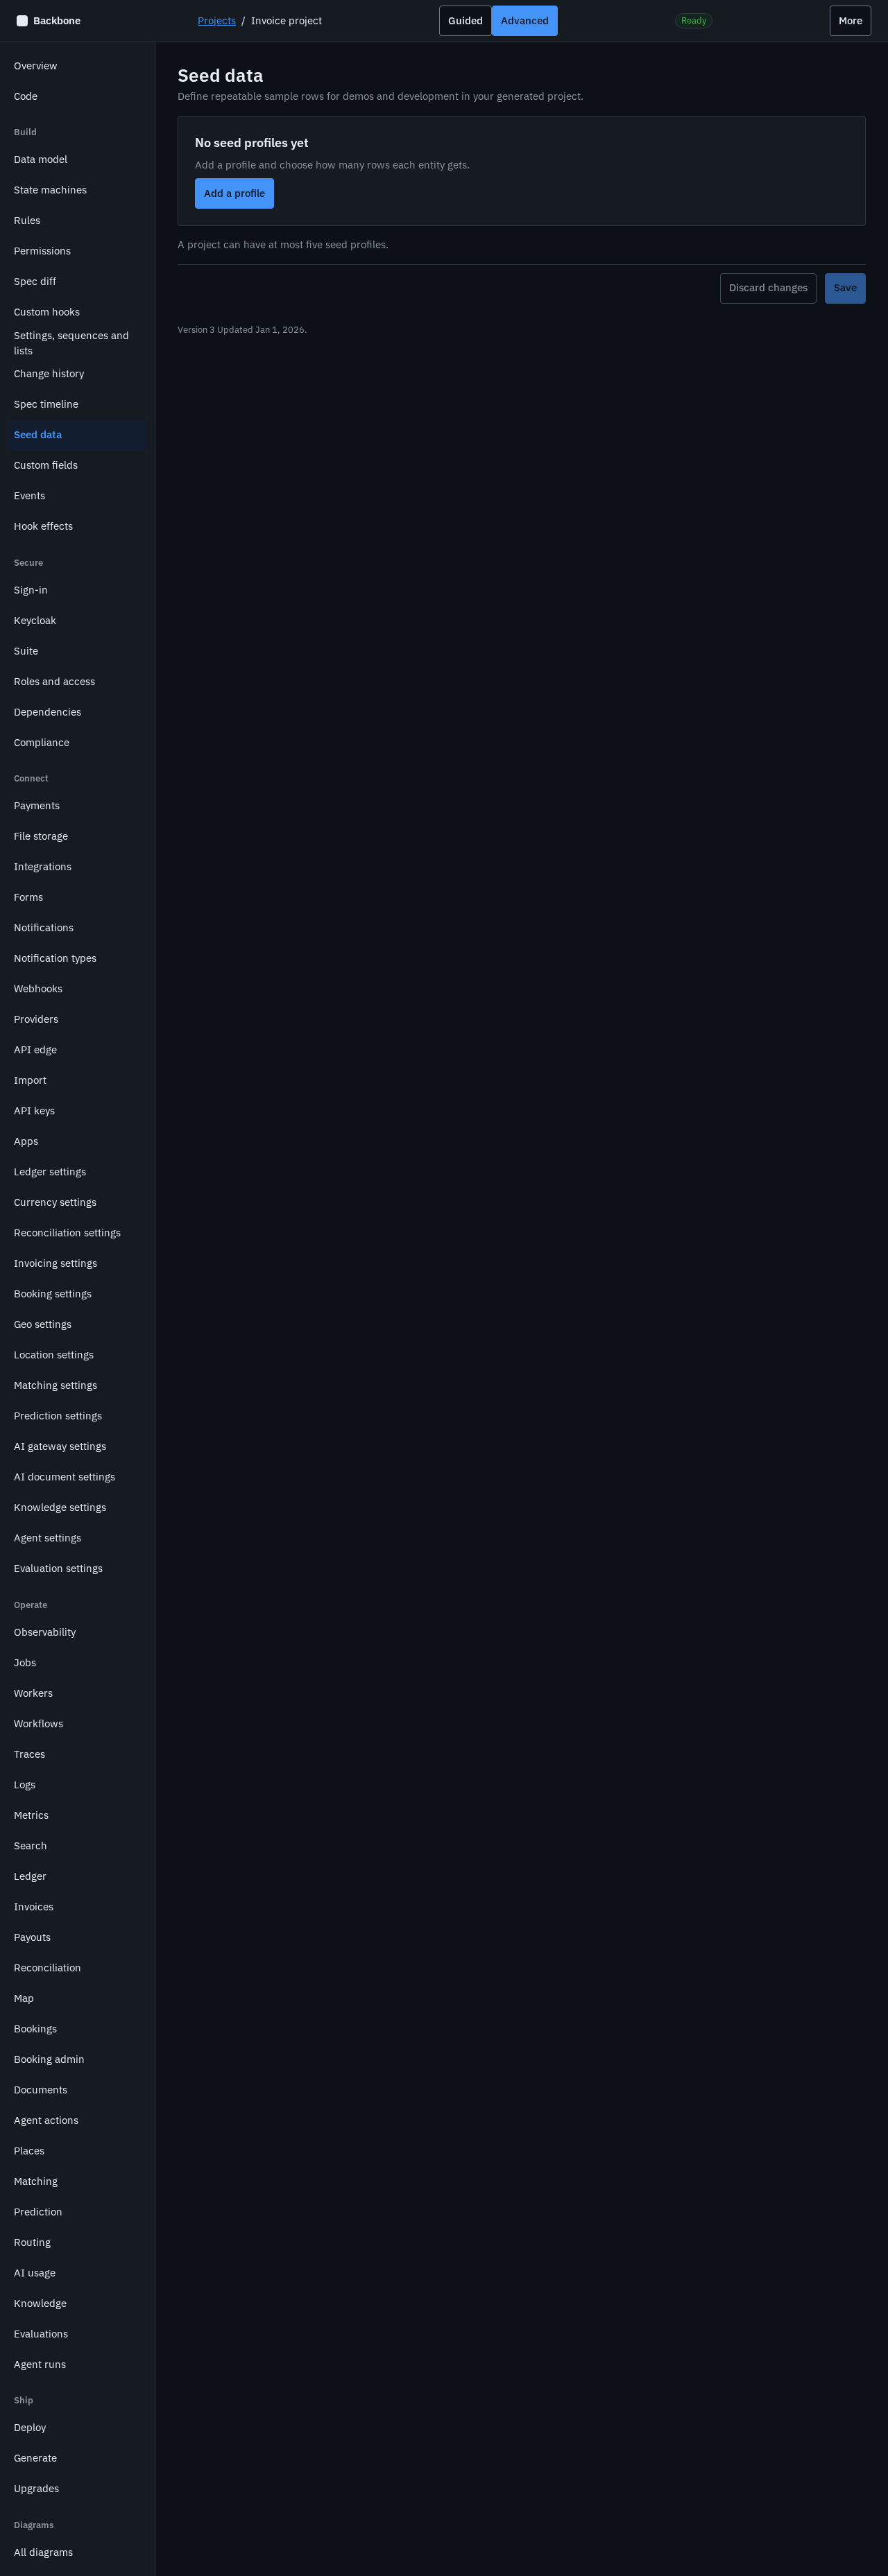 Backbone
Projects / Invoice project
Guided
Advanced
Ready
More
Overview
Code
Build
Data model
State machines
Rules
Permissions
Spec diff
Custom hooks
Settings, sequences and
lists
Change history
Spec timeline
Seed data
Custom fields
Events
Hook effects
Secure
Sign-in
Keycloak
Suite
Roles and access
Dependencies
Compliance
Connect
Payments
File storage
Integrations
Forms
Notifications
Notification types
Webhooks
Providers
API edge
Import
API keys
Apps
Ledger settings
Currency settings
Reconciliation settings
Invoicing settings
Booking settings
Geo settings
Location settings
Matching settings
Prediction settings
AI gateway settings
AI document settings
Knowledge settings
Agent settings
Evaluation settings
Operate
Observability
Jobs
Workers
Workflows
Traces
Logs
Metrics
Search
Ledger
Invoices
Payouts
Reconciliation
Map
Bookings
Booking admin
Documents
Agent actions
Places
Matching
Prediction
Routing
AI usage
Knowledge
Evaluations
Agent runs
Ship
Deploy
Generate
Upgrades
Diagrams
All diagrams
Seed data
Define repeatable sample rows for demos and development in your generated project.
No seed profiles yet
Add a profile and choose how many rows each entity gets.
Add a profile
A project can have at most five seed profiles.
Discard changes
Save
Version 3 Updated Jan 1, 2026.